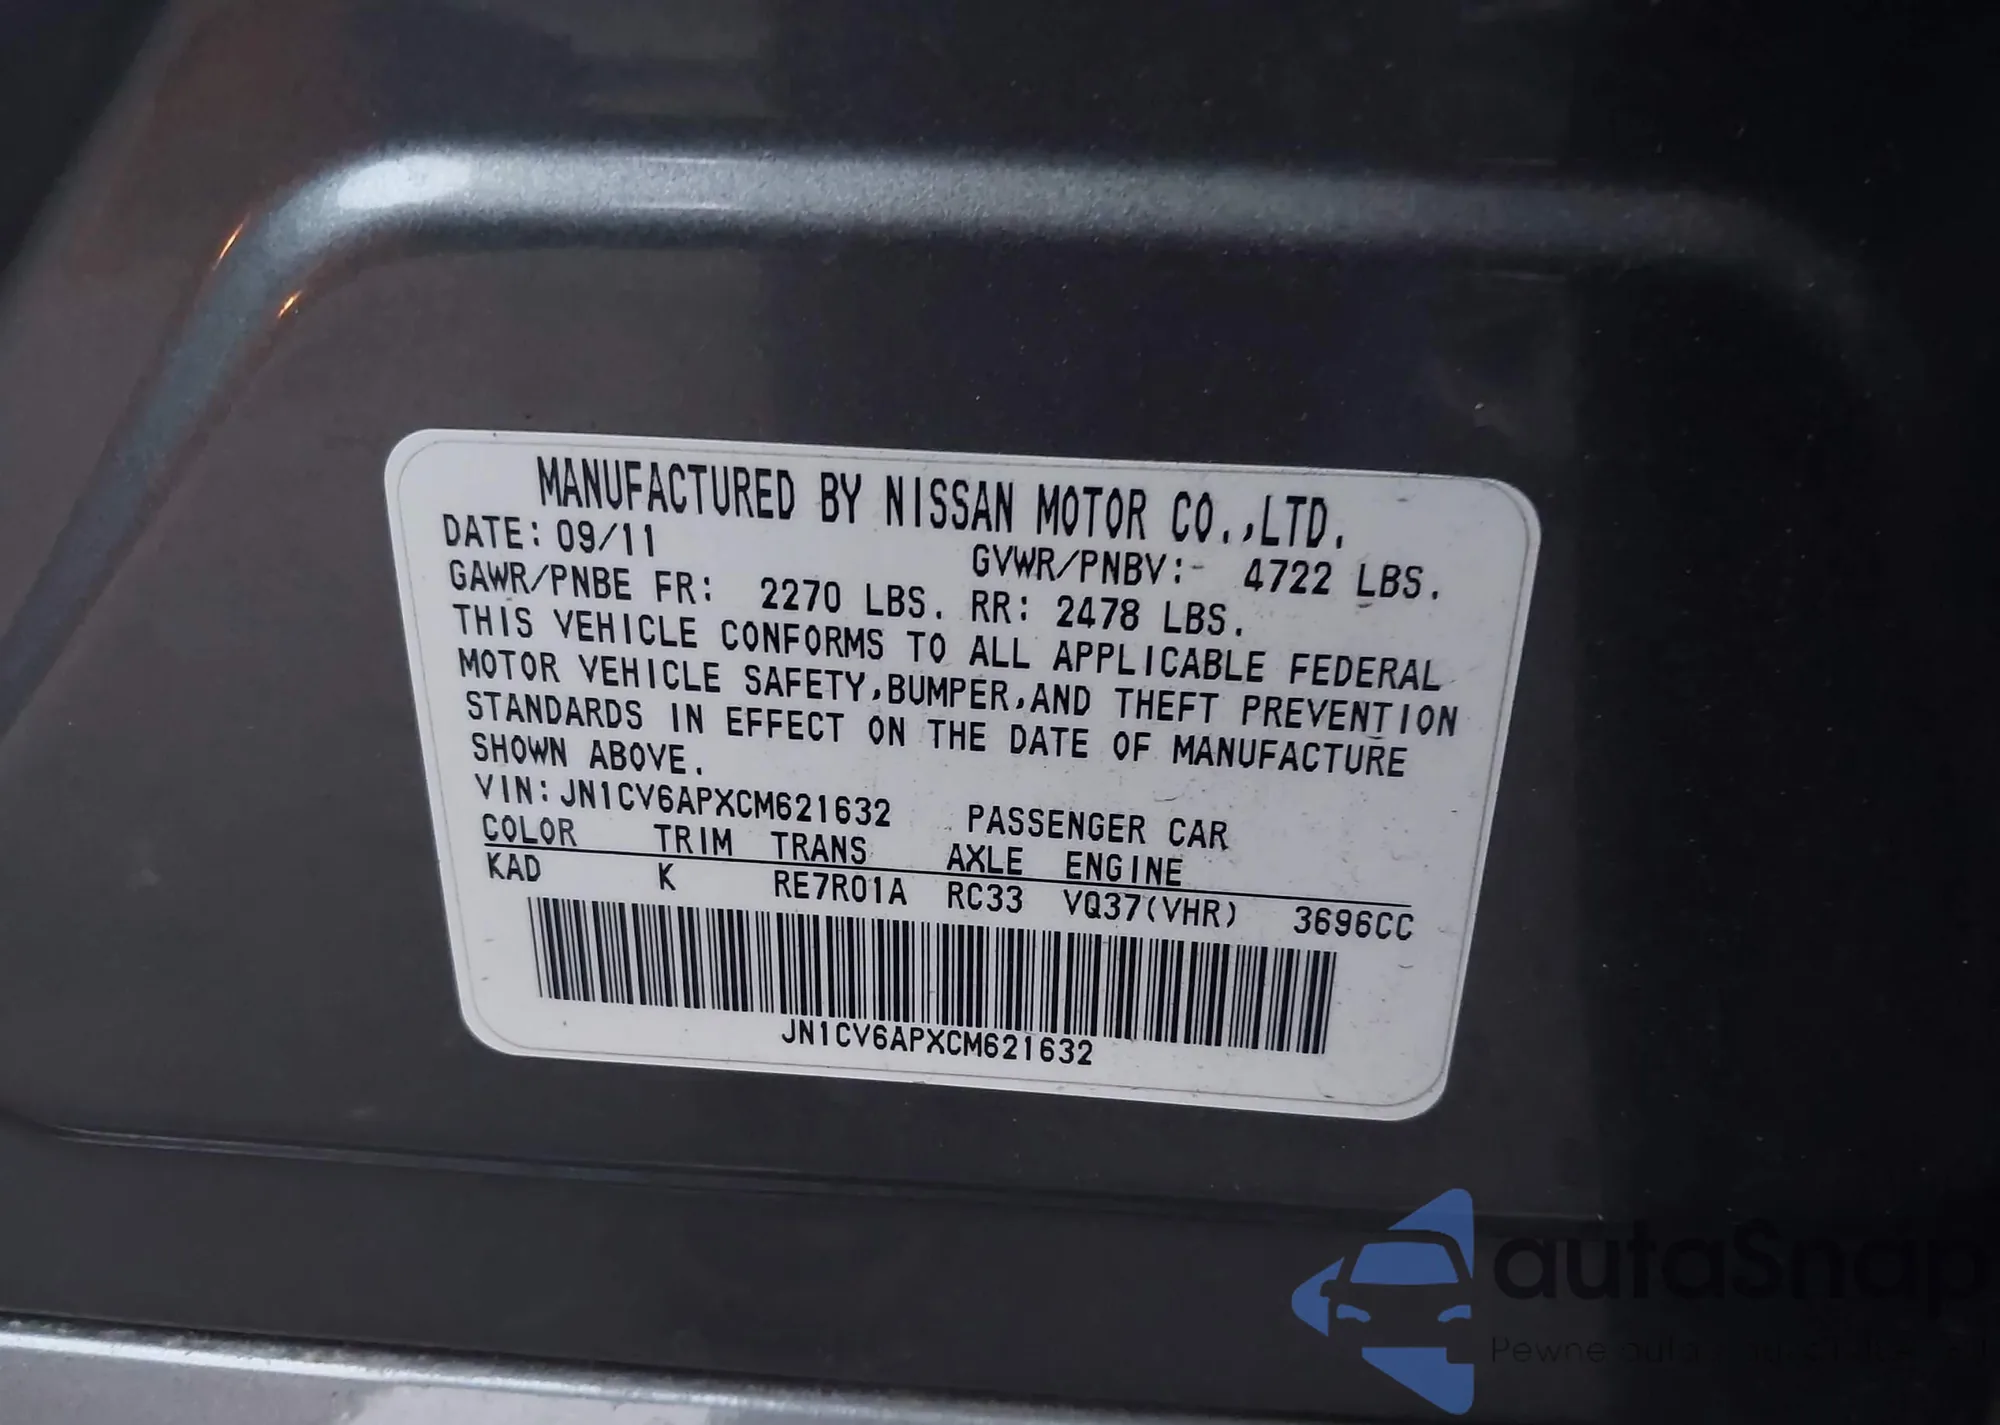 MANUFACTURED BY NISSAN MOTOR CO.,LTD.
DATE: 09/11 GVWR/PNBV:- 4722 LBS.
GAWR/PNBE FR: 2270 LBS. RR: 2478 LBS.
THIS VEHICLE CONFORMS TO ALL APPLICABLE FEDERAL
MOTOR VEHICLE SAFETY,BUMPER,AND THEFT PREVENTION
STANDARDS IN EFFECT ON THE DATE OF MANUFACTURE
SHOWN ABOVE.
VIN:JN1CV6APXCM621632 PASSENGER CAR
COLOR TRIM TRANS AXLE ENGINE
KAD K RE7R01A RC33 VQ37(VHR) 3696CC
JN1CV6APXCM621632
autaSnap
Pewne auta